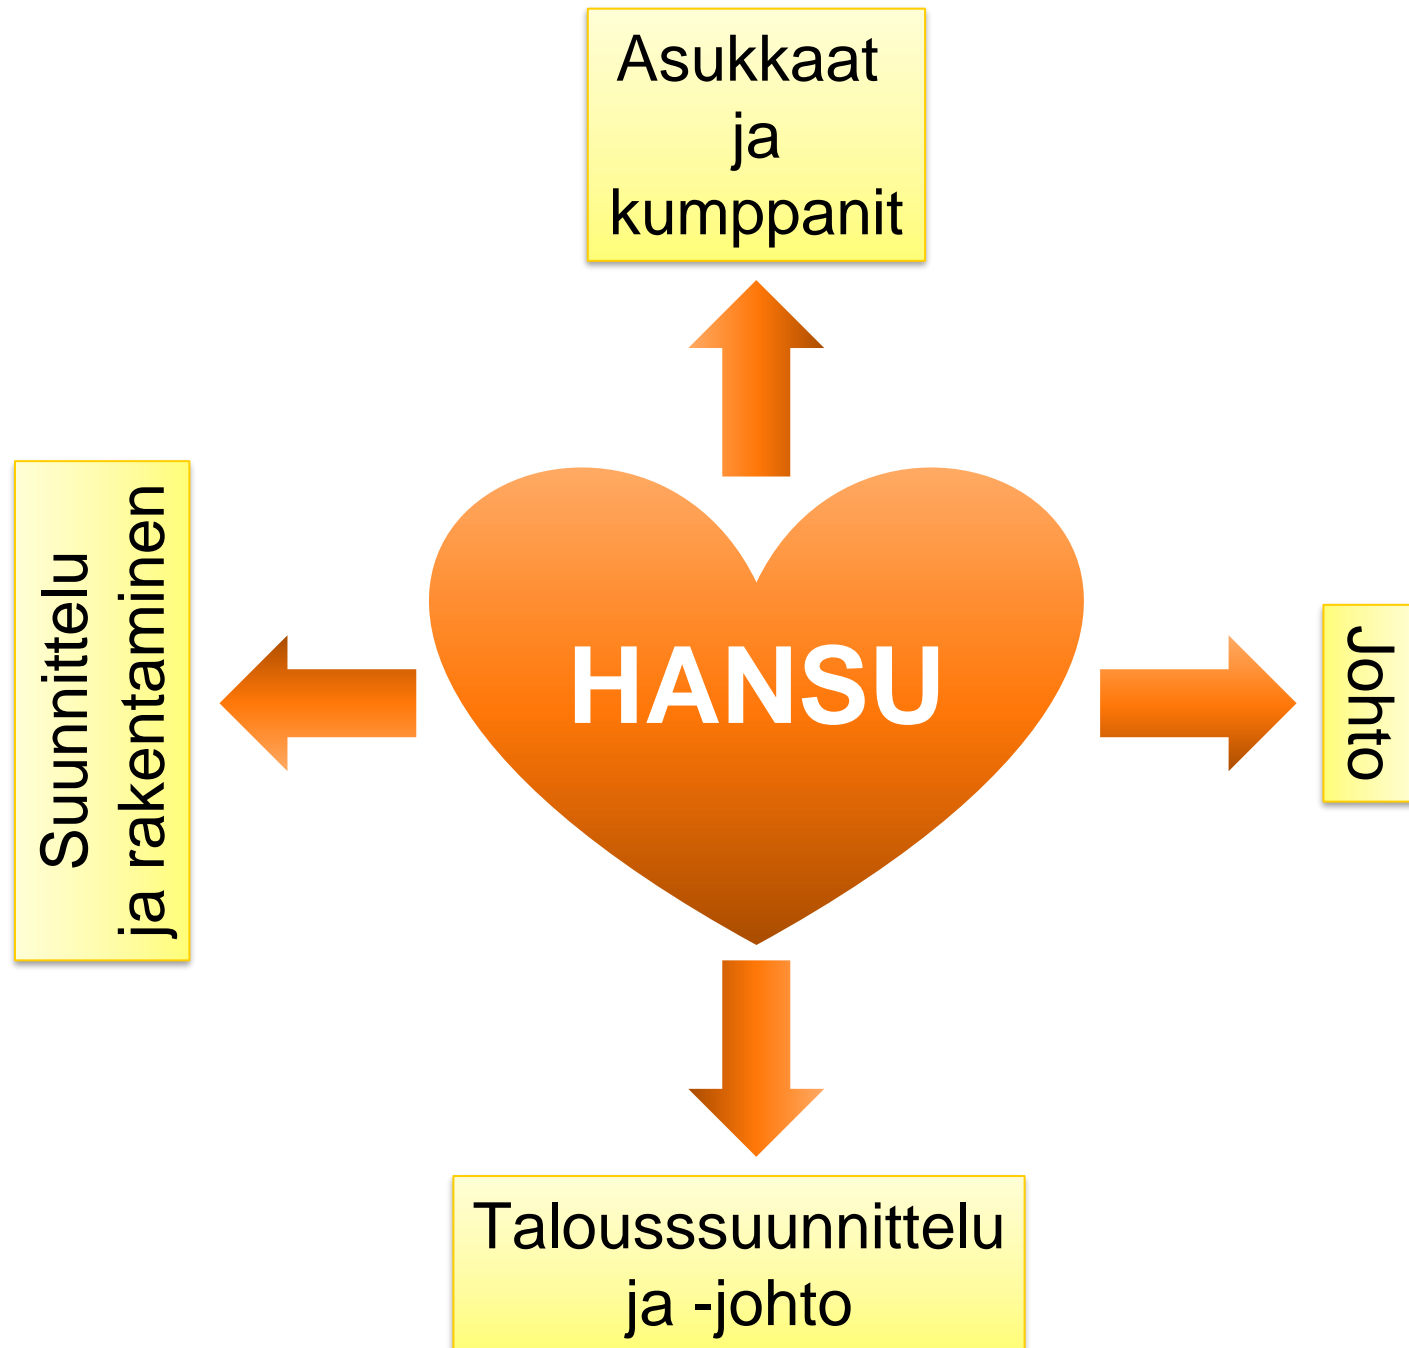 Asukkaat
ja
kumppanit
Suunnittelu
ja rakentaminen
HANSU
Johto
Talousssuunnittelu
ja -johto